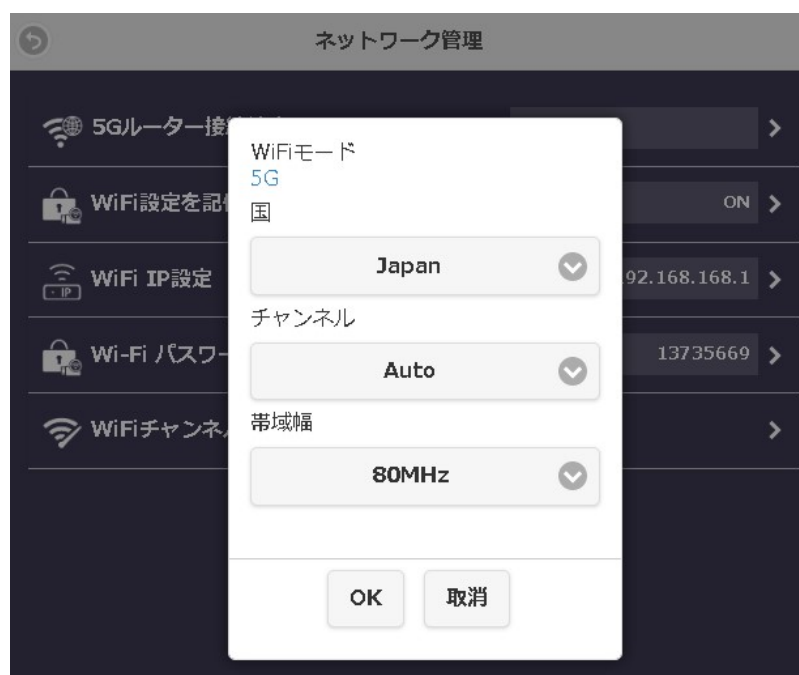 ネットワーク管理
5Gルーター接
WiFi設定を記
ON
WiFi IP設定
92.168.168.1
Wi-Fi パスワー
13735669
WiFiチャンネ
WiFiモード
5G
国
Japan
チャンネル
Auto
帯域幅
80MHz
OK
取消